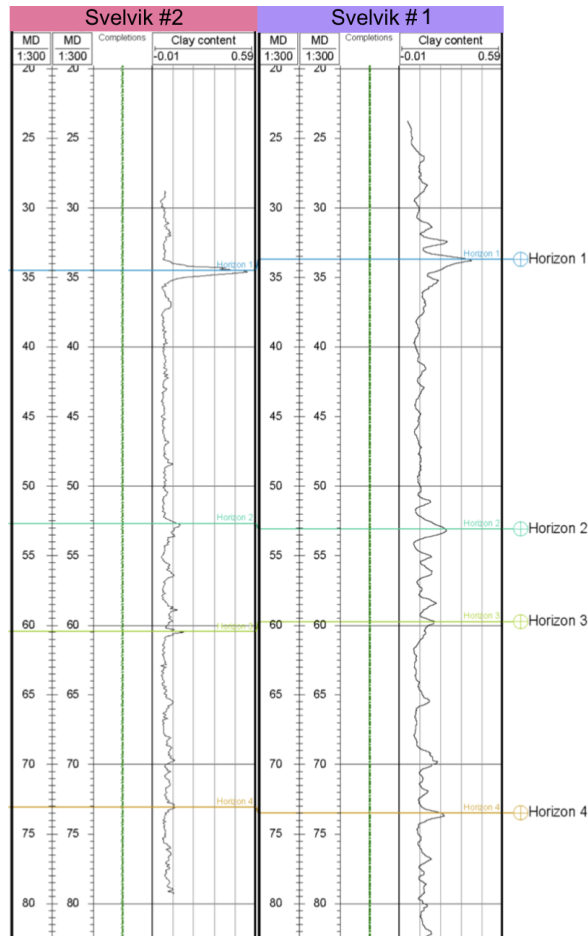 Svelvik #2 Svelvik #1
MD MD Completions Clay content MD MD Completions Clay content
1:300 1:300 -0.01 0.59 1:300 1:300 -0.01 0.59
20 20 20 20
25 25 25 25
30 30 30 30
Horizon 1 Horizon 1 Horizon 1
35 35 35 35
40 40 40 40
45 45 45 45
50 50 50 50
Horizon 2 Horizon 2 Horizon 2
55 55 55 55
Horizon 3 Horizon 3 Horizon 3
60 60 60 60
65 65 65 65
70 70 70 70
Horizon 4 Horizon 4 Horizon 4
75 75 75 75
80 80 80 80